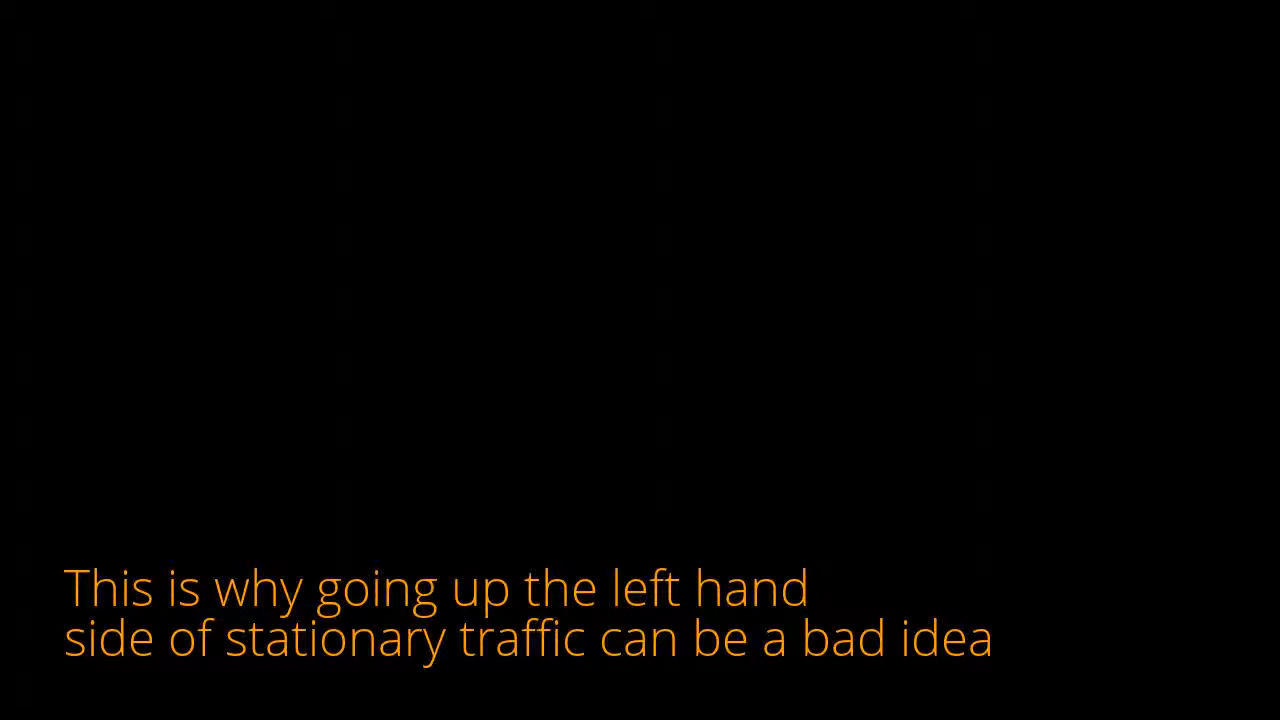 This is why going up the left hand
side of stationary traffic can be a bad idea